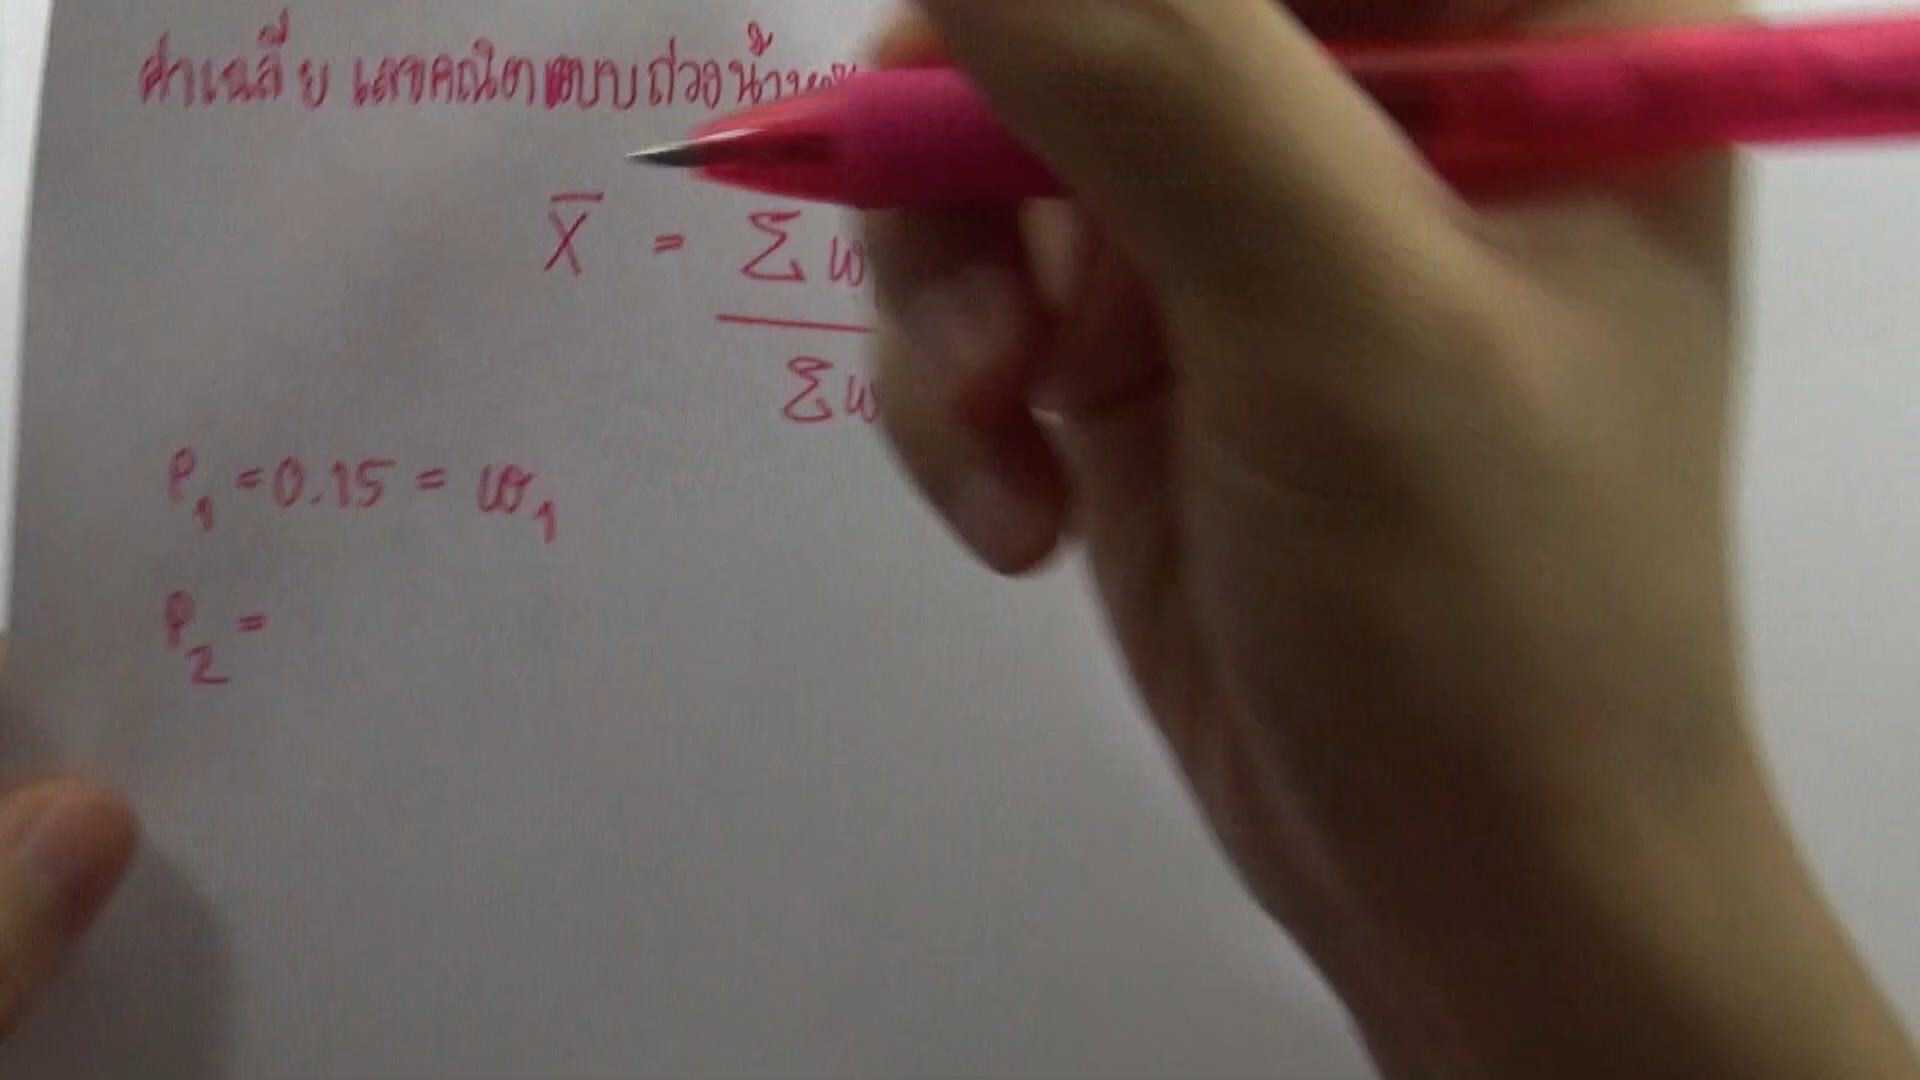 ค่าเฉลี่ย เลขคณิตแบบถ่วงน้ำ
X̄ = Σw
Σw
P₁ = 0.15 = w₁
P₂ =